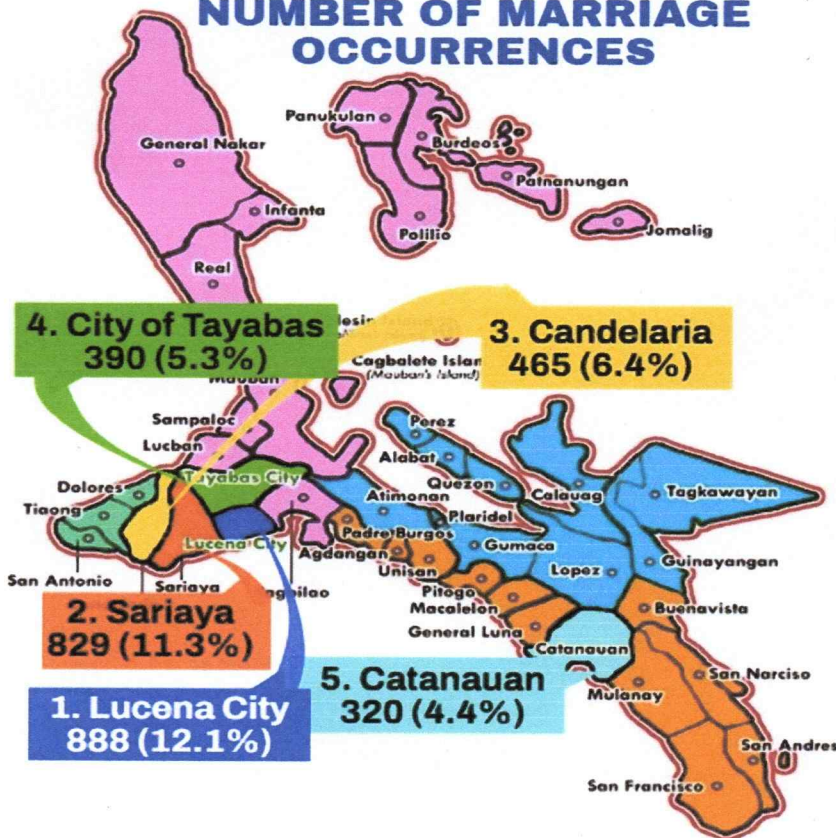 NUMBER OF MARRIAGE
OCCURRENCES
Panukulan
General Nakar
Burdeos
Patnanungan
Infanta
Polilio
Jomalig
Real
4. City of Tayabas
390 (5.3%)
3. Candelaria
465 (6.4%)
Cagbalete Islan
(Mauban's Island)
Mauban
Sampaloc
Perez
Lucban
Alabat
Tayabas City
Quezon
Dolores
Calauag
Tagkawayan
Atimonan
Tiaong
Plaridel
Padre Burgos
Lucena City
Gumaca
Agdangan
Guinayangan
Unisan
Lopez
San Antonio
Sariaya
Pitogo
Macalelon
Buenavista
2. Sariaya
829 (11.3%)
General Luna
Catanauan
San Narciso
5. Catanauan
320 (4.4%)
Mulanay
1. Lucena City
888 (12.1%)
San Andres
San Francisco